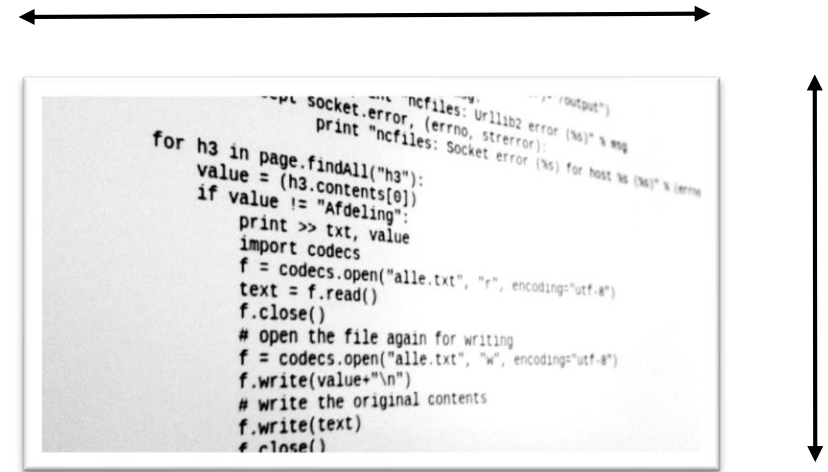 /output")
"ncfiles: Urllib2 error (%s)" % msg
socket.error, (errno, strerror):
print "ncfiles: Socket error (%s) for host %s (%s)" % (errno
for h3 in page.findAll("h3"):
value = (h3.contents[0])
if value != "Afdeling":
print >> txt, value
import codecs
f = codecs.open("alle.txt", "r", encoding="utf-8")
text = f.read()
f.close()
# open the file again for writing
f = codecs.open("alle.txt", "w", encoding="utf-8")
f.write(value+"\n")
# write the original contents
f.write(text)
f.close()